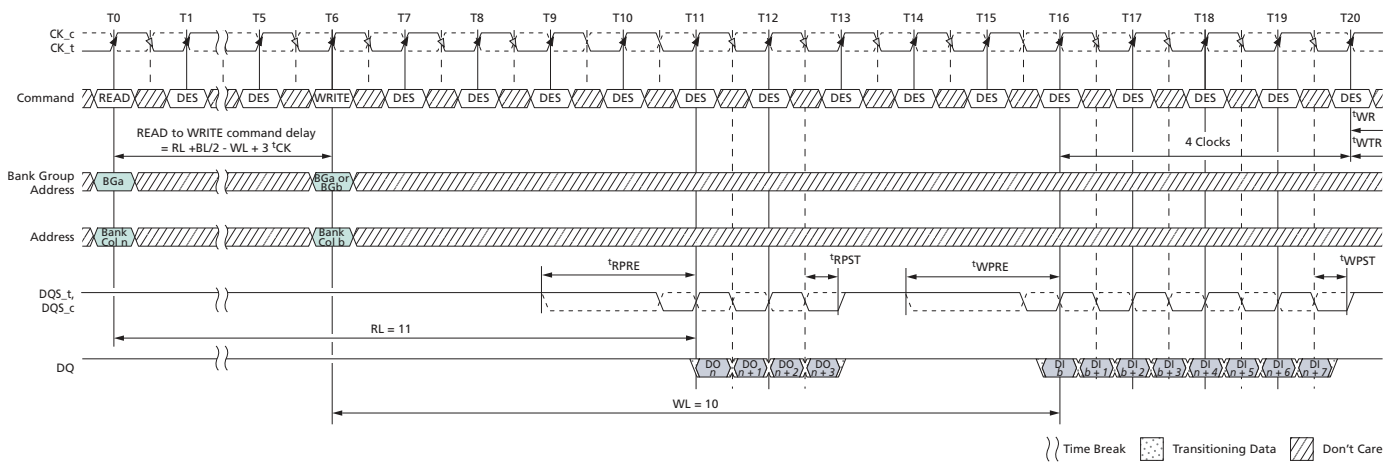 T0 T1 T5 T6 T7 T8 T9 T10 T11 T12 T13 T14 T15 T16 T17 T18 T19 T20
CK_c
CK_t
Command READ DES DES WRITE DES DES DES DES DES DES DES DES DES DES DES DES DES DES
tWR
READ to WRITE command delay
= RL +BL/2 - WL + 3 tCK
4 Clocks
tWTR
Bank Group
Address
BGa
BGa or
BGb
Address
Bank
Col n
Bank
Col b
tRPRE tRPST tWPRE tWPST
DQS_t,
DQS_c
RL = 11
DQ
DO
n
DO
n + 1
DO
n + 2
DO
n + 3
DI
b
DI
b + 1
DI
b + 2
DI
b + 3
DI
n + 4
DI
n + 5
DI
n + 6
DI
n + 7
WL = 10
Time Break Transitioning Data Don't Care